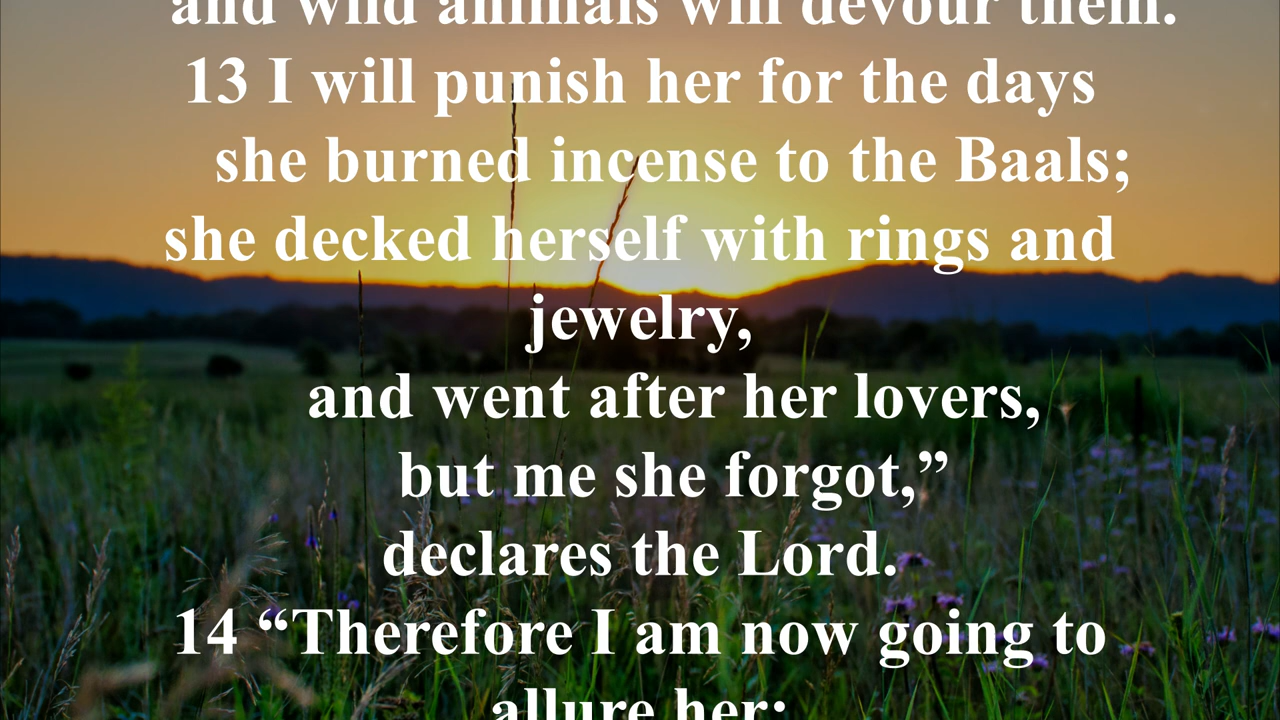 and wild animals will devour them.
13 I will punish her for the days
she burned incense to the Baals;
she decked herself with rings and
jewelry,
and went after her lovers,
but me she forgot,”
declares the Lord.
14 “Therefore I am now going to
allure her;